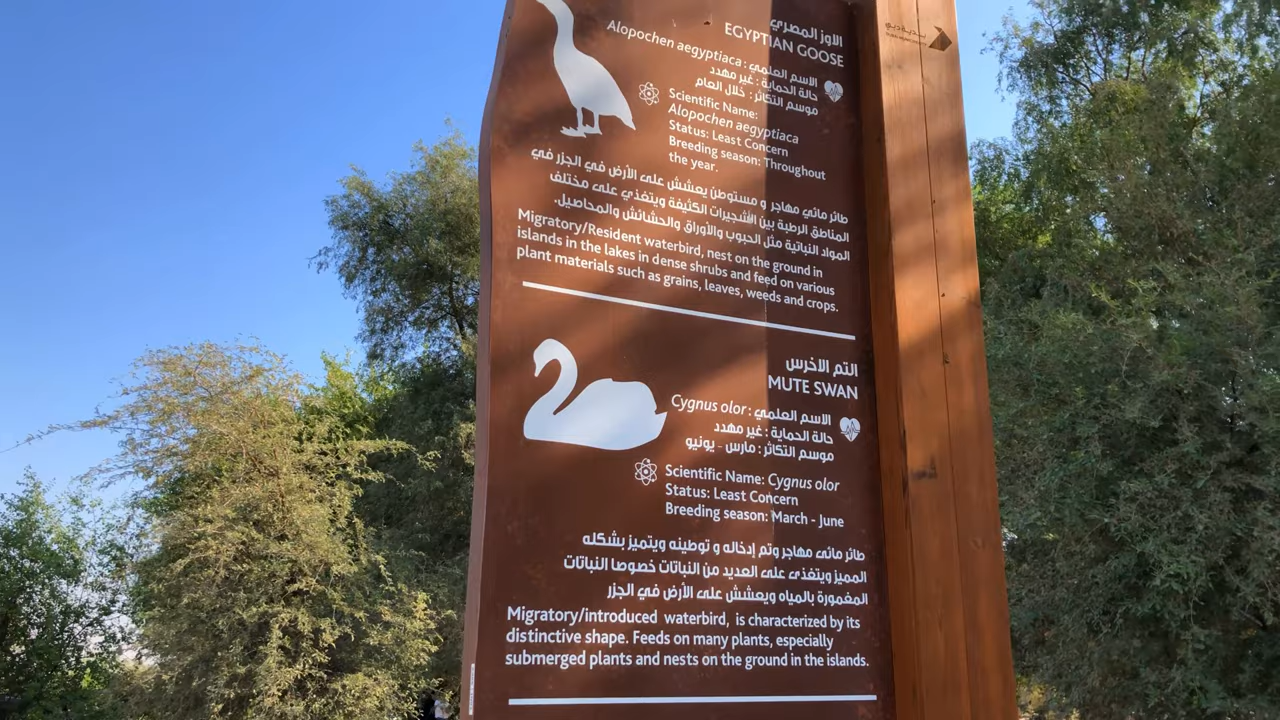 الاوز المصري
EGYPTIAN GOOSE
الاسم العلمي : Alopochen aegyptiaca
حالة الحماية : غير مهدد
موسم التكاثر : خلال العام
Scientific Name:
Alopochen aegyptiaca
Status: Least Concern
Breeding season: Throughout
the year.
طائر مائي مهاجر و مستوطن يعشش على الأرض في الجزر في
المناطق الرطبة بين الشجيرات الكثيفة ويتغذي على مختلف
المواد النباتية مثل الحبوب والأوراق والحشائش والمحاصيل.
Migratory/Resident waterbird, nest on the ground in
islands in the lakes in dense shrubs and feed on various
plant materials such as grains, leaves, weeds and crops.
التم الاخرس
MUTE SWAN
الاسم العلمي : Cygnus olor
حالة الحماية : غير مهدد
موسم التكاثر : مارس - يونيو
Scientific Name: Cygnus olor
Status: Least Concern
Breeding season: March - June
طائر مائي مهاجر وتم إدخاله و توطينه ويتميز بشكله
المميز ويتغذى على العديد من النباتات خصوصا النباتات
المغمورة بالمياه ويعشش على الأرض في الجزر
Migratory/introduced waterbird, is characterized by its
distinctive shape. Feeds on many plants, especially
submerged plants and nests on the ground in the islands.
بلدية دبي